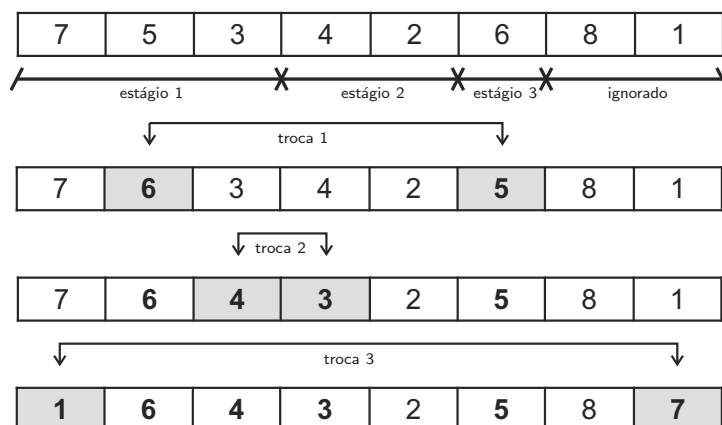 7 5 3 4 2 6 8 1
estágio 1 estágio 2 estágio 3 ignorado
troca 1
7 6 3 4 2 5 8 1
troca 2
7 6 4 3 2 5 8 1
troca 3
1 6 4 3 2 5 8 7